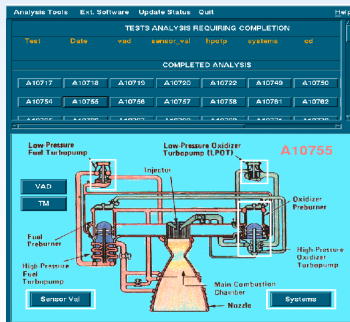 Analysis Tools Ext. Software Update Status Quit Help
TESTS ANALYSIS REQUIRING COMPLETION
Test Date vad sensor_val hpotp systems cd
COMPLETED ANALYSIS
A10717 A10718 A10719 A10720 A10722 A10749 A10750
A10754 A10755 A10756 A10757 A10758 A10761 A10762
A10755
Low-Pressure
Fuel Turbopump
Low-Pressure Oxidizer
Turbopump (LPOT)
Injector
VAD
TM
Oxidizer
Preburner
Fuel
Preburner
High-Pressure
Fuel
Turbopump
High-Pressure
Oxidizer
Turbopump
Main Combustion
Chamber
Nozzle
Sensor Val
Systems